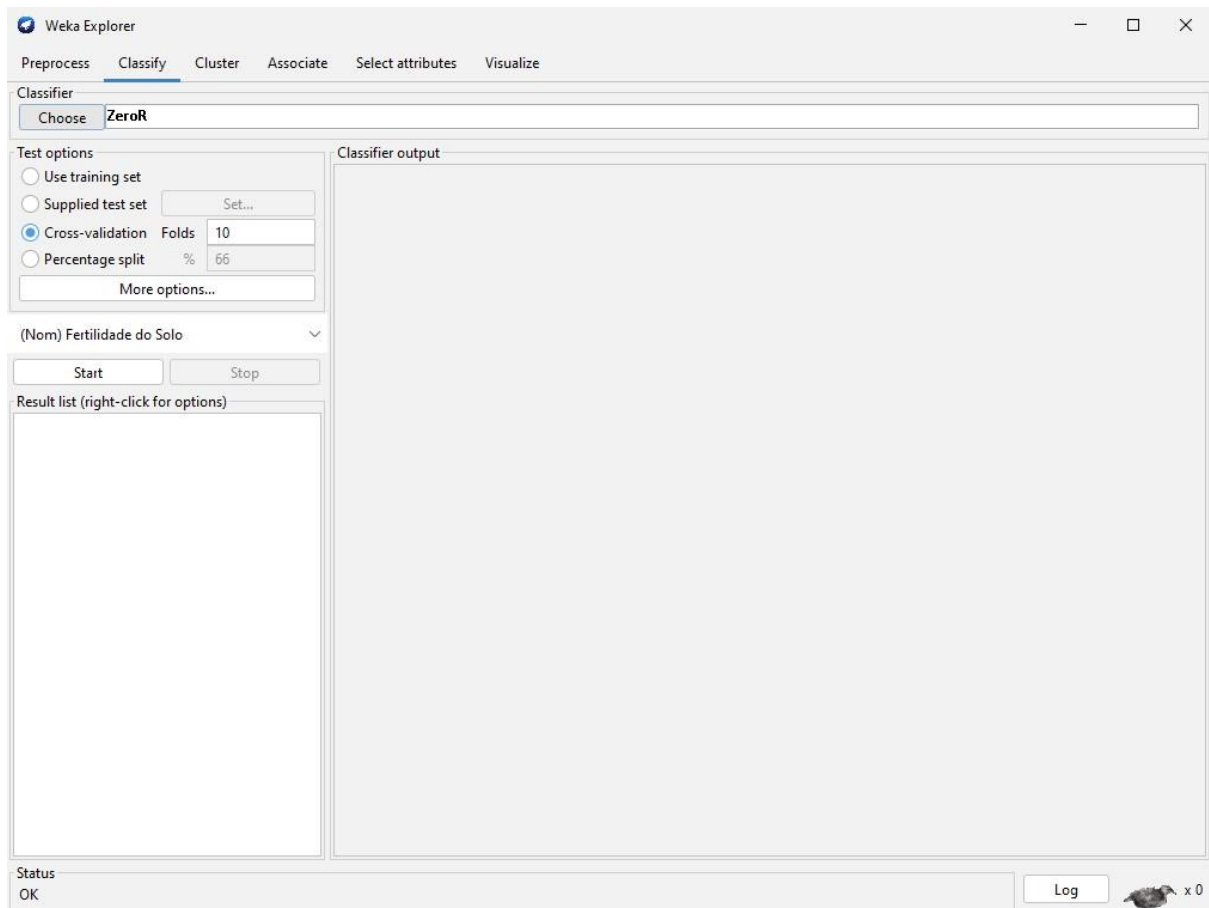 Weka Explorer
Preprocess Classify Cluster Associate Select attributes Visualize
Classifier
Choose ZeroR
Test options
Use training set
Supplied test set Set...
Cross-validation Folds 10
Percentage split % 66
More options...
(Nom) Fertilidade do Solo
Start Stop
Result list (right-click for options)
Classifier output
Status
OK
Log x 0